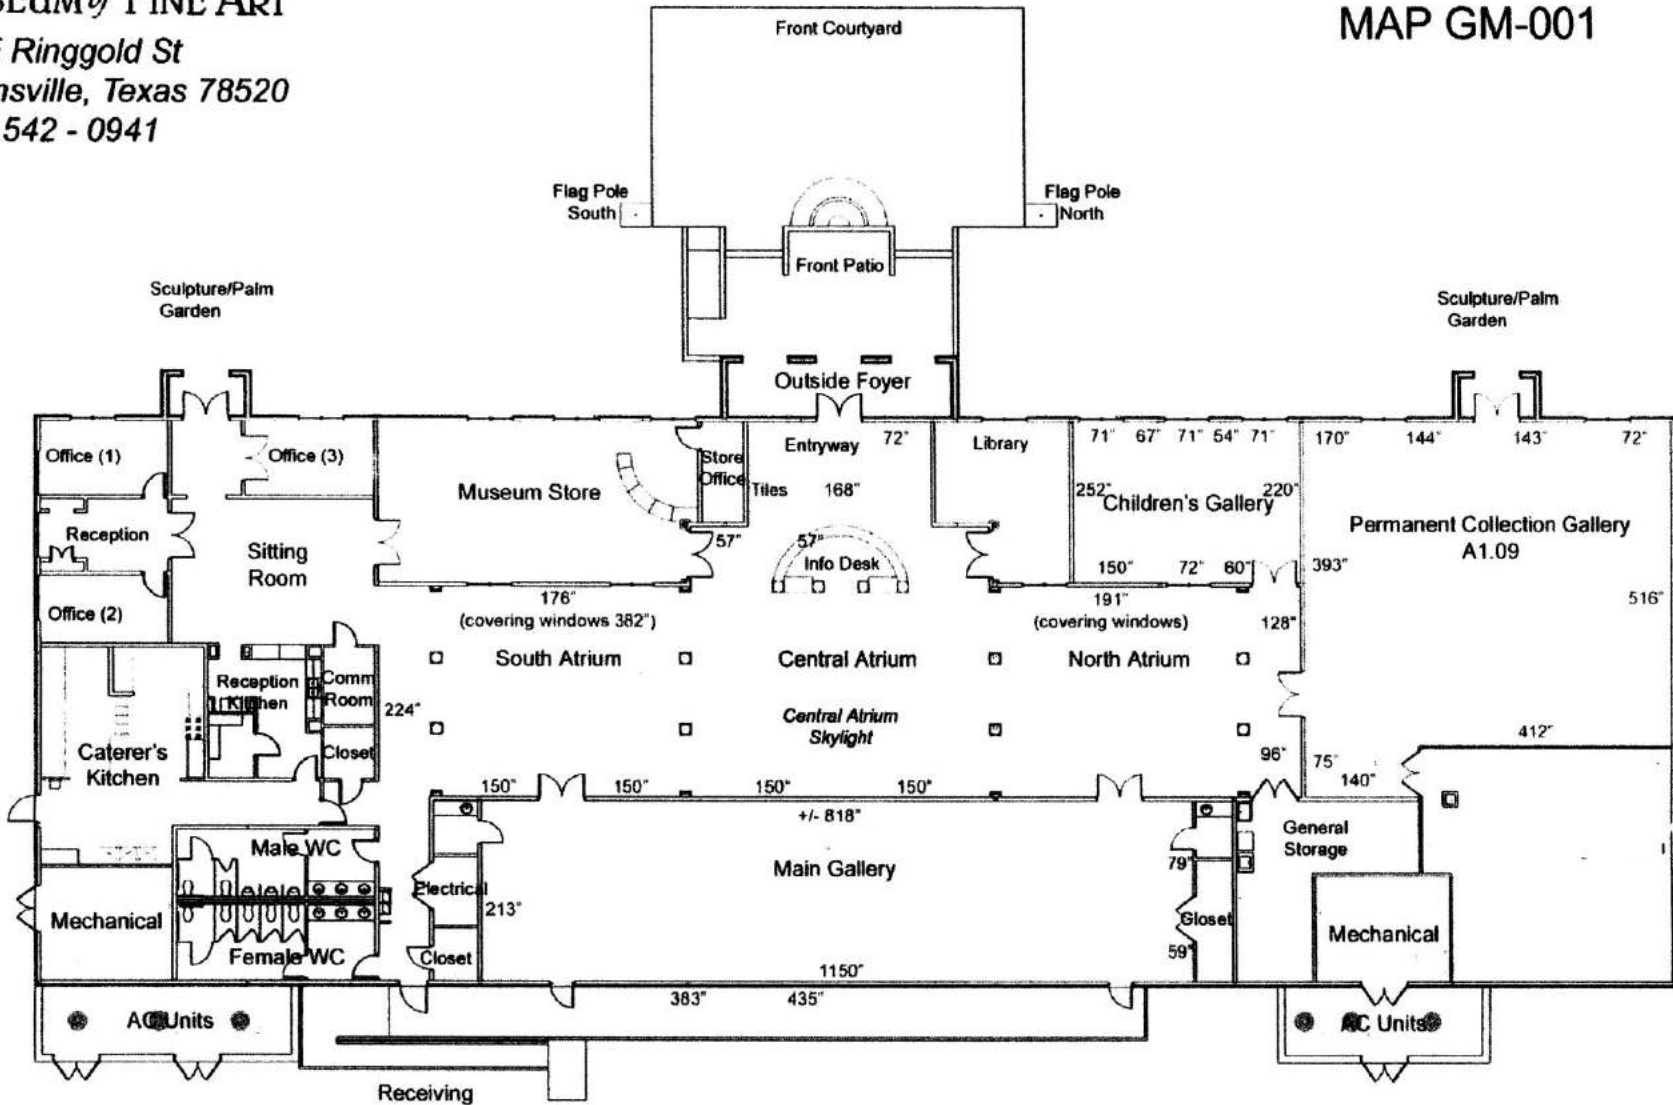 FINE ART
Ringgold St
Texas 78520
542 - 0941
MAP GM-001
Front Courtyard
Flag Pole
South
Flag Pole
North
Front Patio
Sculpture/Palm
Garden
Sculpture/Palm
Garden
Outside Foyer
Office (1)
Office (3)
Store
Office
Entryway
72"
Library
71"
67"
71"
54"
71"
170"
144"
143"
72"
Museum Store
Tiles
168"
252"
220"
Children's Gallery
Permanent Collection Gallery
A1.09
Reception
Sitting
Room
57"
57"
Info Desk
150"
72"
60"
393"
516"
Office (2)
176"
(covering windows 382")
191"
(covering windows)
128"
South Atrium
Central Atrium
North Atrium
Reception
Kitchen
Comm
Room
224"
Central Atrium
Skylight
Caterer's
Kitchen
Closet
96"
75"
140"
412"
150"
150"
150"
150"
+/- 818"
Male WC
Main Gallery
General
Storage
79"
Electrical
213"
Mechanical
Closet
Mechanical
Female WC
Closet
59"
1150"
383"
435"
AC Units
AC Units
Receiving